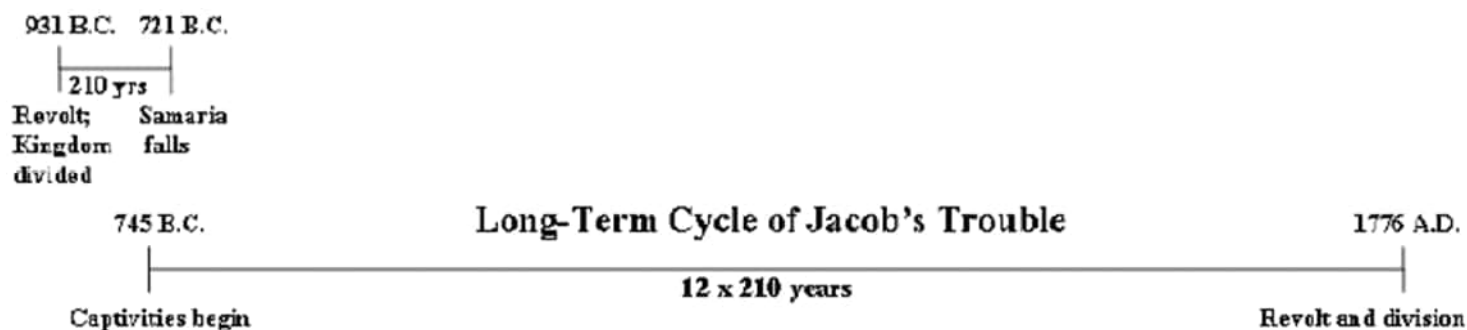 931 B.C. 721 B.C.
210 yrs
Revolt; Samaria
Kingdom falls
divided
745 B.C. Long-Term Cycle of Jacob's Trouble 1776 A.D.
12 x 210 years
Captivities begin Revolt and division